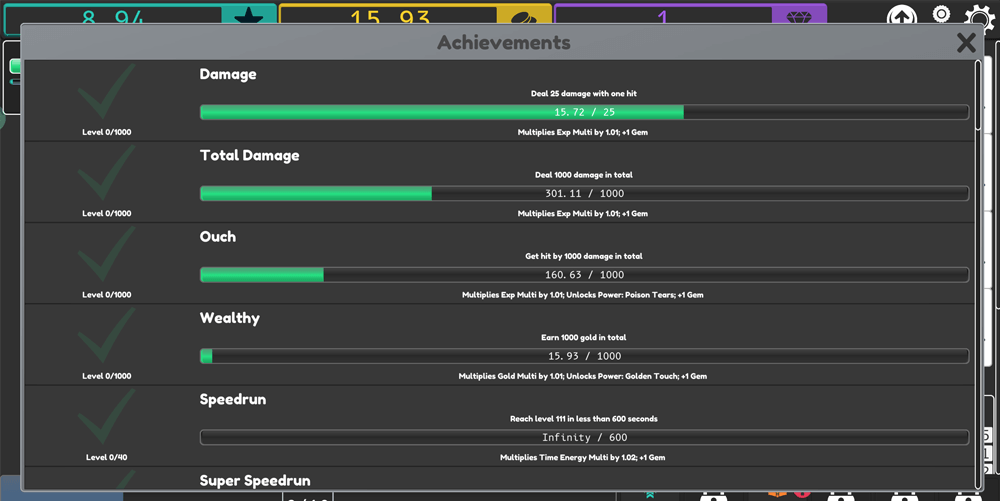 8.94 15.93 1
Achievements
Damage
Deal 25 damage with one hit
15.72 / 25
Level 0/1000
Multiplies Exp Multi by 1.01; +1 Gem
Total Damage
Deal 1000 damage in total
301.11 / 1000
Level 0/1000
Multiplies Exp Multi by 1.01; +1 Gem
Ouch
Get hit by 1000 damage in total
160.63 / 1000
Level 0/1000
Multiplies Exp Multi by 1.01; Unlocks Power: Poison Tears; +1 Gem
Wealthy
Earn 1000 gold in total
15.93 / 1000
Level 0/1000
Multiplies Gold Multi by 1.01; Unlocks Power: Golden Touch; +1 Gem
Speedrun
Reach level 111 in less than 600 seconds
Infinity / 600
Level 0/40
Multiplies Time Energy Multi by 1.02; +1 Gem
Super Speedrun